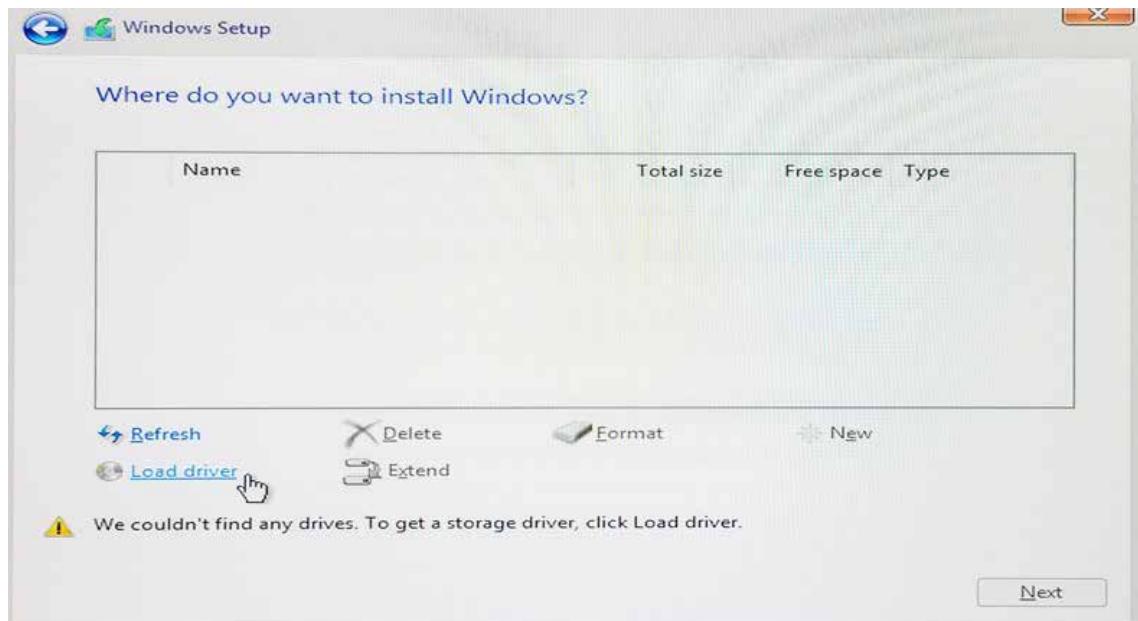 Windows Setup
Where do you want to install Windows?
Name Total size Free space Type
Refresh Delete Format New
Load driver Extend
We couldn't find any drives. To get a storage driver, click Load driver.
Next